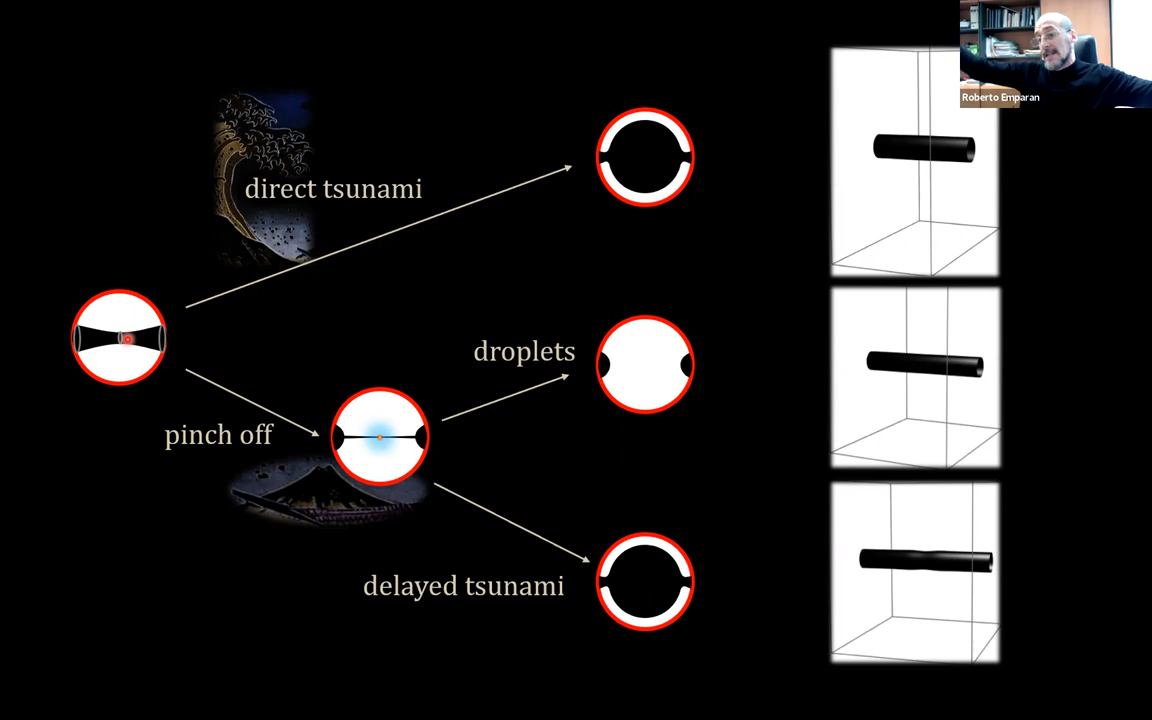 Roberto Emparan
direct tsunami
droplets
pinch off
delayed tsunami